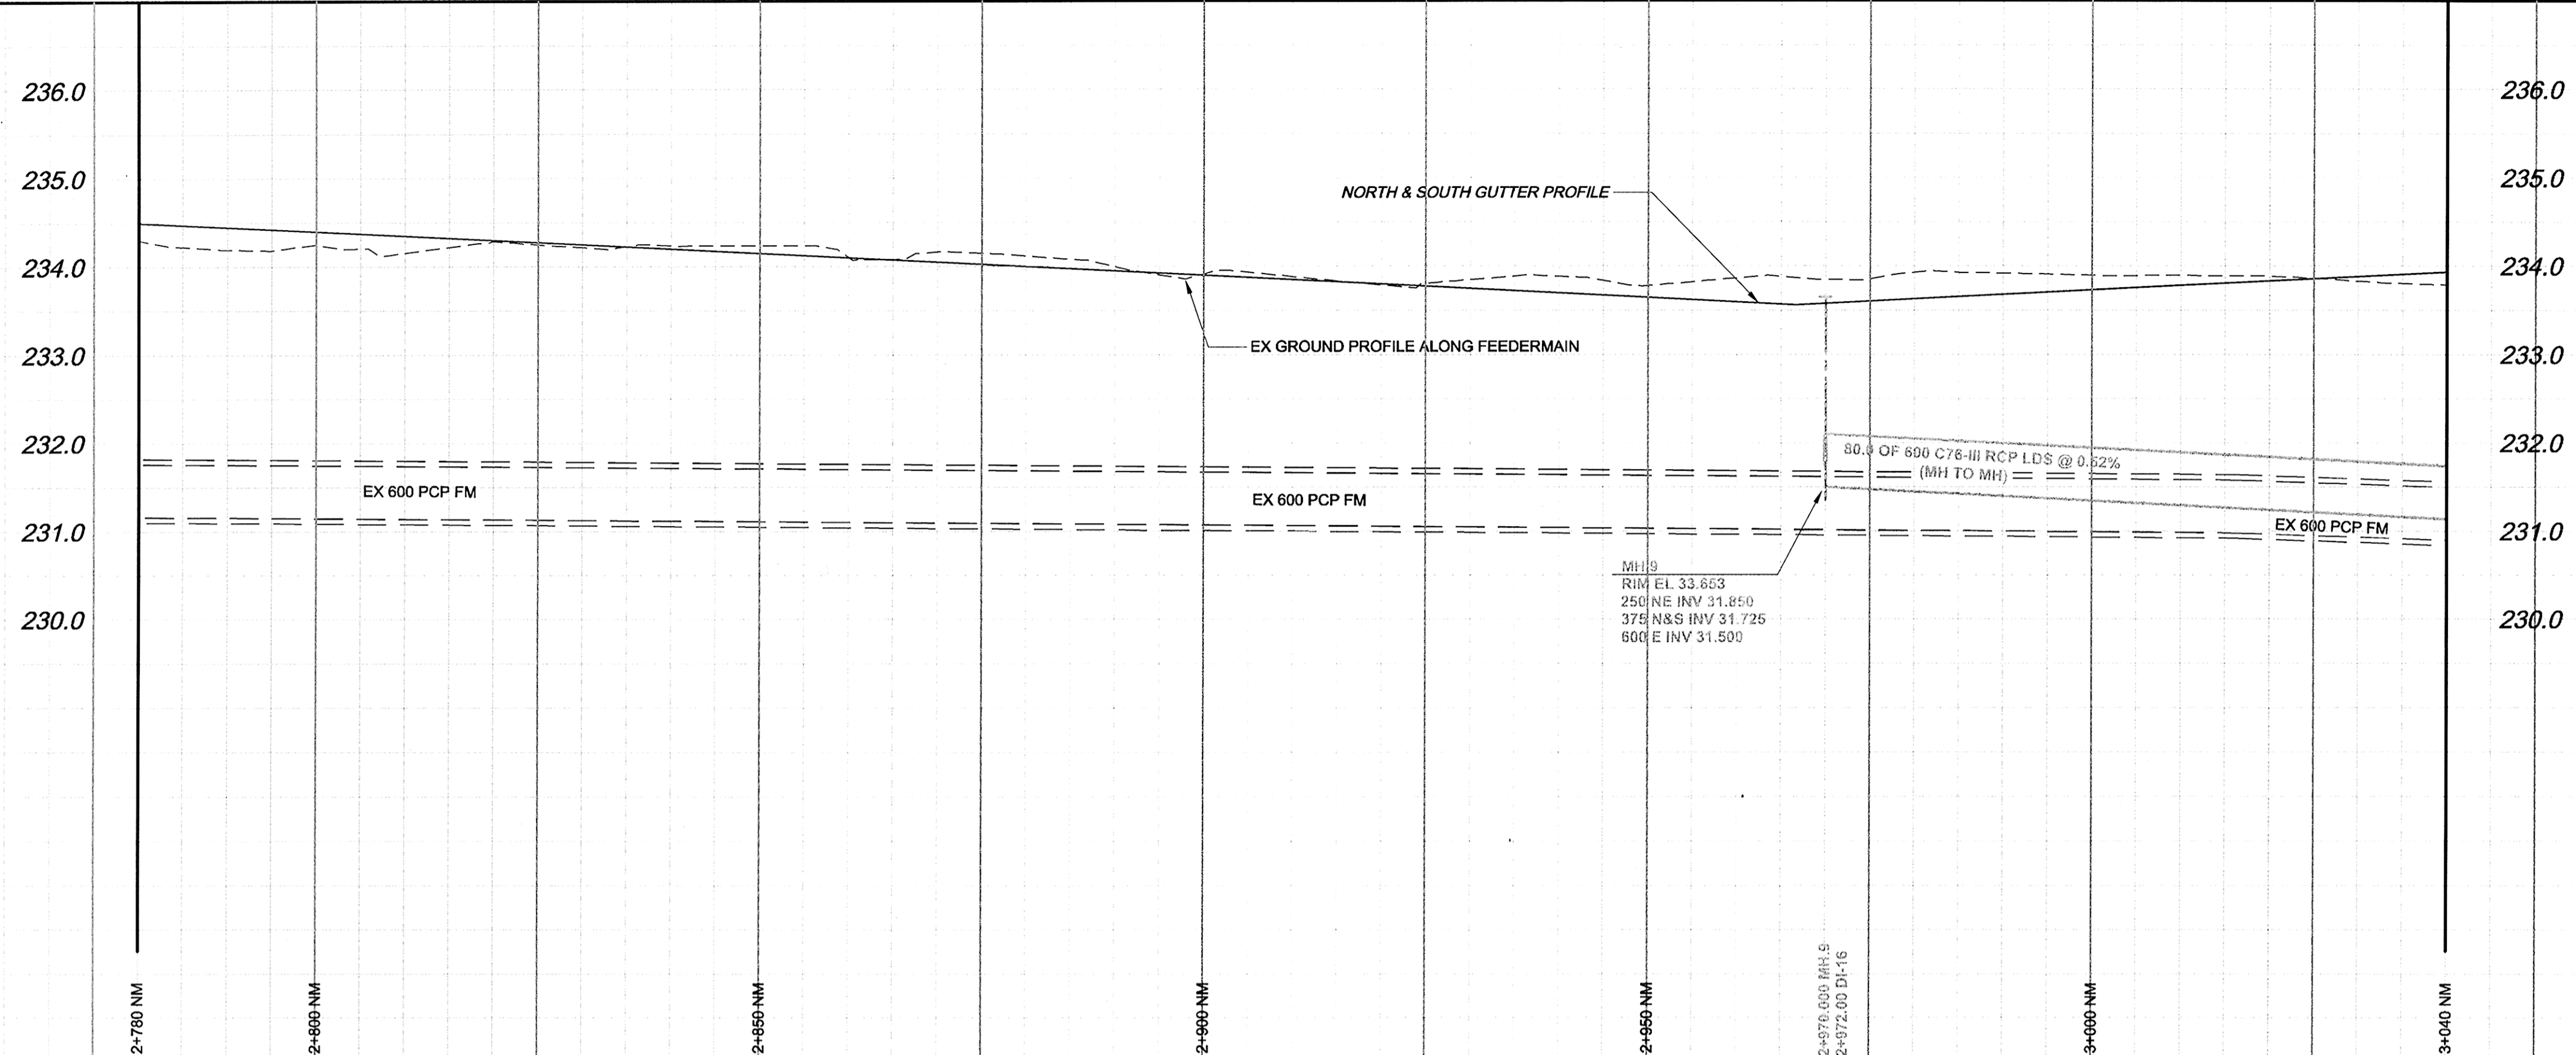 236.0
236.0
235.0
235.0
NORTH & SOUTH GUTTER PROFILE
234.0
234.0
EX GROUND PROFILE ALONG FEEDERMAIN
233.0
233.0
232.0
232.0
80.0 OF 600 C76-III RCP LDS @ 0.52%
(MH TO MH)
EX 600 PCP FM
EX 600 PCP FM
EX 600 PCP FM
231.0
231.0
MH.9
RIM EL 33.653
250 NE INV 31.850
375 N&S INV 31.725
600 E INV 31.500
230.0
230.0
2+780 NM
2+800 NM
2+850 NM
2+900 NM
2+950 NM
2+970.000 MH.9
2+972.00 DI-16
3+000 NM
3+040 NM